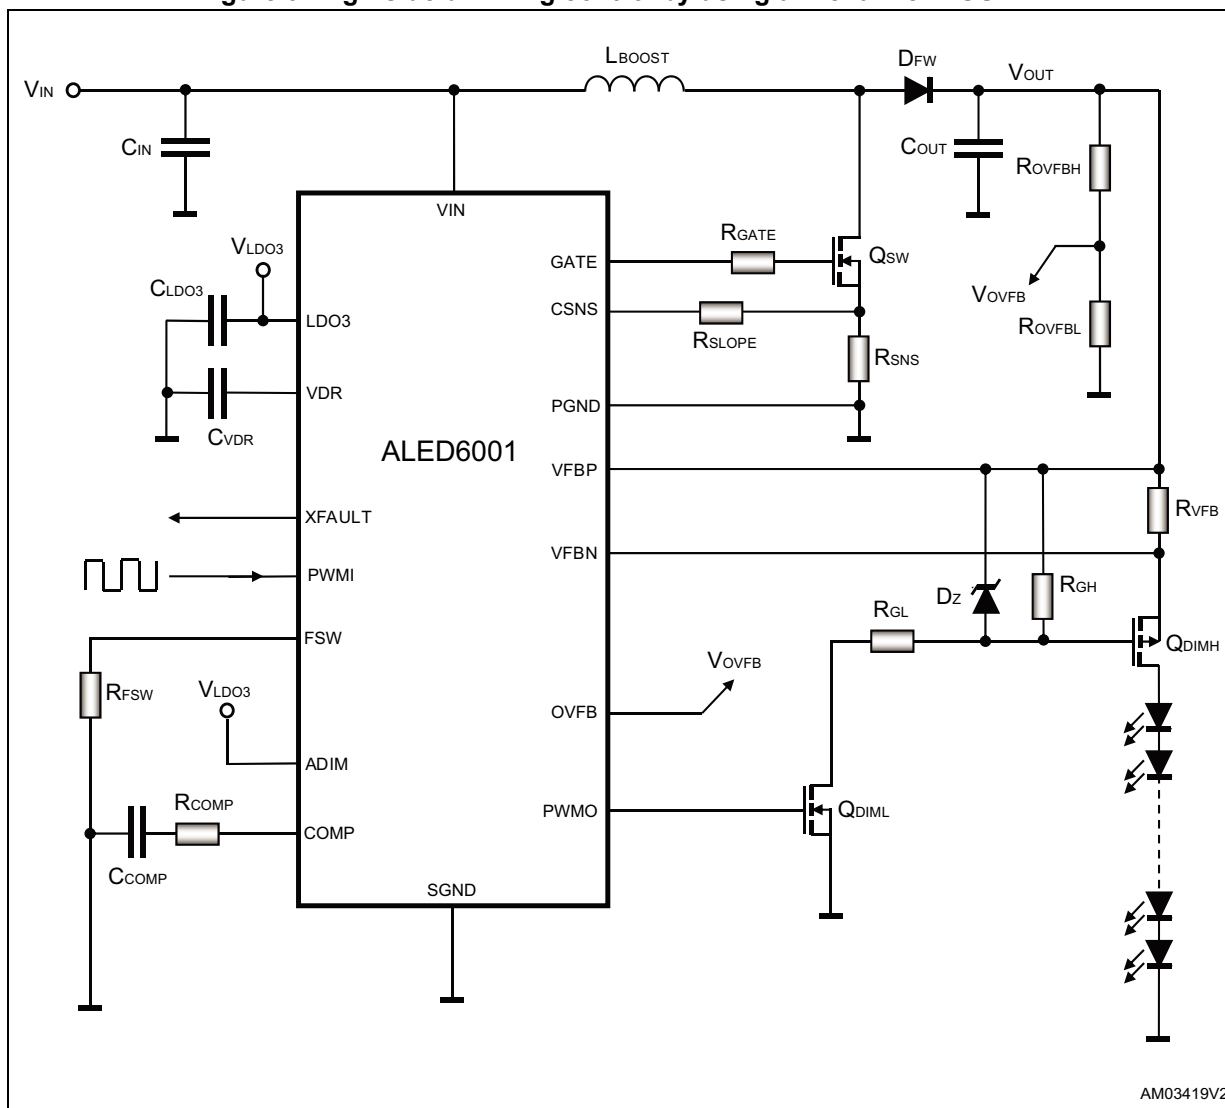 LBOOST
DFW
VOUT
VIN
CIN
COUT
ROVFBH
VIN
VLDO3
RGATE
GATE
QSW
CLDO3
VOVFB
CSNS
LDO3
ROVFBL
RSLOPE
RSNS
VDR
PGND
CVDR
ALED6001
VFBP
XFAULT
RVFB
VFBN
PWMI
RGH
DZ
RGL
FSW
QDIMH
VOVFB
RFSW
VLDO3
OVFB
ADIM
RCOMP
PWMO
QDIML
COMP
CCOMP
SGND
AM03419V2